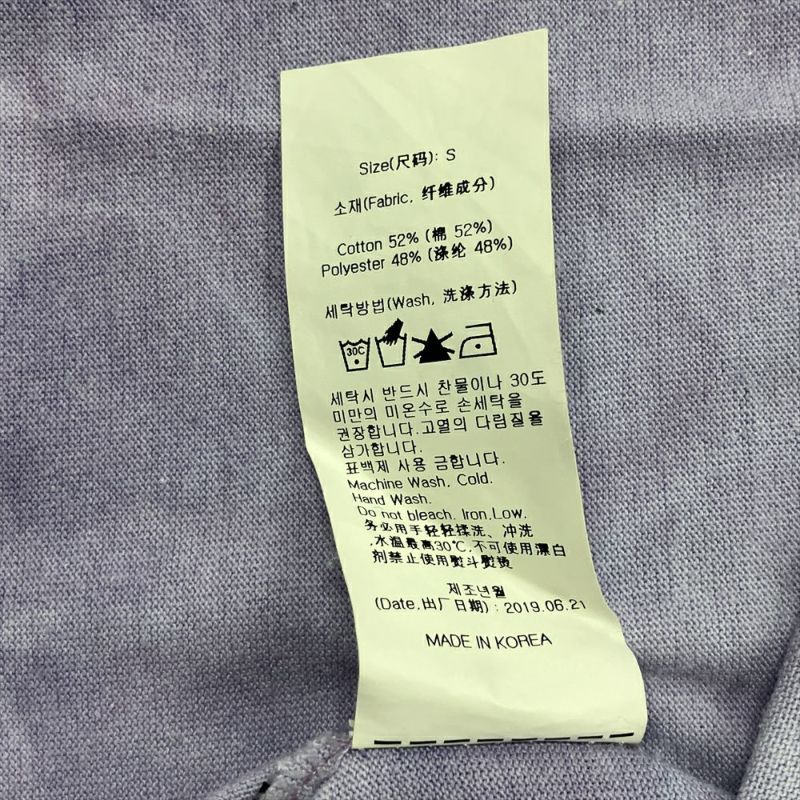 Size(尺码): S
소재(Fabric, 纤维成分)
Cotton 52% (棉 52%)
Polyester 48% (涤纶 48%)
세탁방법(Wash, 洗涤方法)
30C
세탁시 반드시 찬물이나 30도
미만의 미온수로 손세탁을
권장합니다.고열의 다림질을
삼가합니다.
표백제 사용 금합니다.
Machine Wash, Cold.
Hand Wash.
Do not bleach, Iron,Low.
务必用手轻轻揉洗、冲洗
,水温最高30℃,不可使用漂白
剂禁止使用熨斗熨烫
제조년월
(Date,出厂日期) : 2019.06.21
MADE IN KOREA